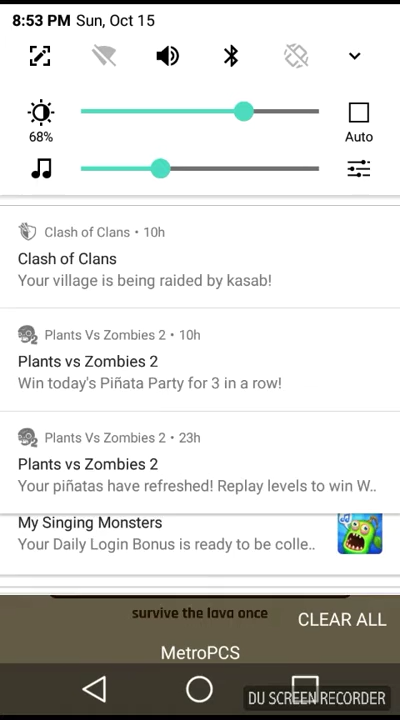 8:53 PM Sun, Oct 15
68%
Auto
Clash of Clans • 10h
Clash of Clans
Your village is being raided by kasab!
Plants Vs Zombies 2 • 10h
Plants vs Zombies 2
Win today's Piñata Party for 3 in a row!
Plants Vs Zombies 2 • 23h
Plants vs Zombies 2
Your piñatas have refreshed! Replay levels to win W..
My Singing Monsters
Your Daily Login Bonus is ready to be colle..
survive the lava once
CLEAR ALL
MetroPCS
DU SCREEN RECORDER